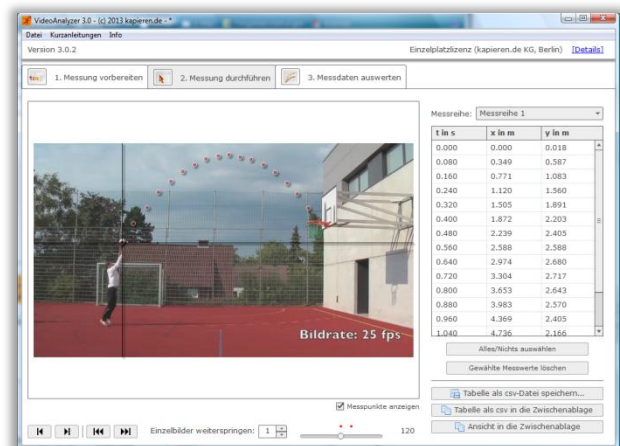 VideoAnalyzer 3.0 - (c) 2013 kapieren.de - *
Datei Kurzanleitungen Info
Version 3.0.2
Einzelplatzlizenz (kapieren.de KG, Berlin) [Details]
1. Messung vorbereiten
2. Messung durchführen
3. Messdaten auswerten
Messreihe: Messreihe 1
t in s x in m y in m
0.000 0.000 0.018
0.080 0.349 0.587
0.160 0.771 1.083
0.240 1.120 1.560
0.320 1.505 1.891
0.400 1.872 2.203
0.480 2.239 2.405
0.560 2.588 2.588
0.640 2.974 2.680
0.720 3.304 2.717
0.800 3.653 2.643
0.880 3.983 2.570
0.960 4.369 2.405
1.040 4.736 2.166
Bildrate: 25 fps
Alles/Nichts auswählen
Gewählte Messwerte löschen
Messpunkte anzeigen
Tabelle als csv-Datei speichern...
Tabelle als csv in die Zwischenablage
Ansicht in die Zwischenablage
Einzelbilder weiterspringen: 1
120